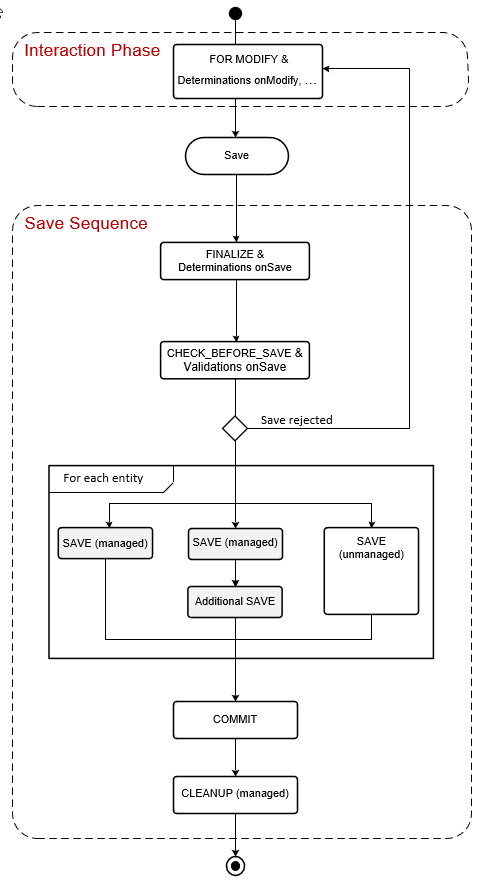 Interaction Phase
FOR MODIFY &
Determinations onModify, ...
Save
Save Sequence
FINALIZE &
Determinations onSave
CHECK_BEFORE_SAVE &
Validations onSave
Save rejected
For each entity
SAVE (managed)
SAVE (managed)
SAVE
(unmanaged)
Additional SAVE
COMMIT
CLEANUP (managed)